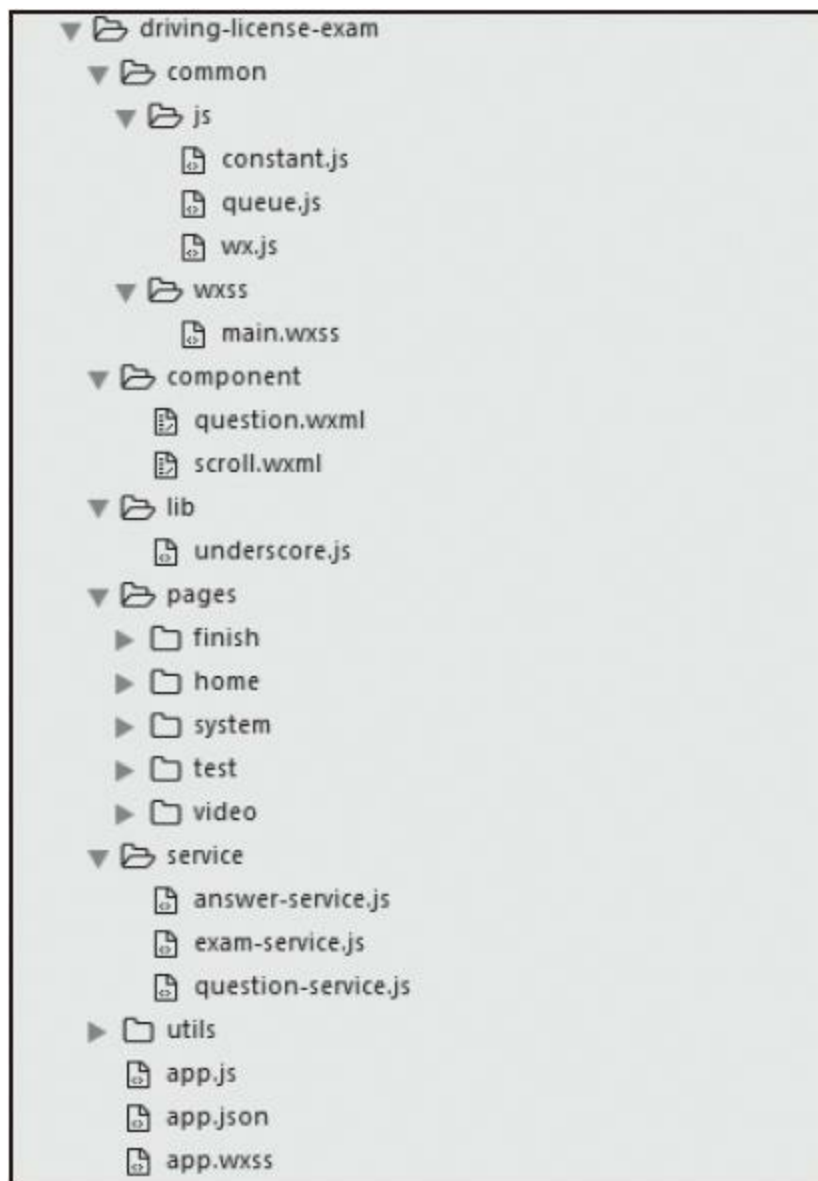 driving-license-exam
common
js
constant.js
queue.js
wx.js
wxss
main.wxss
component
question.wxml
scroll.wxml
lib
underscore.js
pages
finish
home
system
test
video
service
answer-service.js
exam-service.js
question-service.js
utils
app.js
app.json
app.wxss